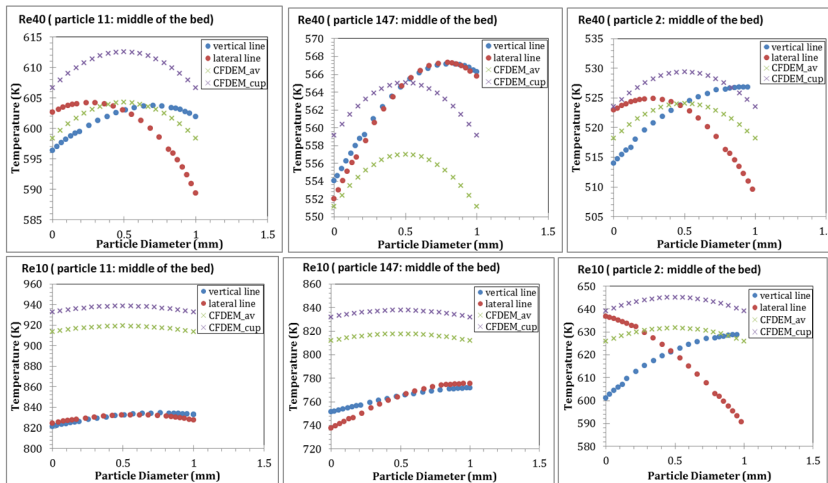 Re40 ( particle 11: middle of the bed)
615
610
605
600
595
590
585
Temperature (K)
0
0.5
1
1.5
Particle Diameter (mm)
vertical line
lateral line
CFDEM_av
CFDEM_cup
Re40 ( particle 147: middle of the bed)
570
568
566
564
562
560
558
556
554
552
550
Temperature (K)
0
0.5
1
1.5
Particle Diameter (mm)
vertical line
lateral line
CFDEM_av
CFDEM_cup
Re40 ( particle 2: middle of the bed)
535
530
525
520
515
510
505
Temperature (K)
0
0.5
1
1.5
Particle Diameter (mm)
vertical line
lateral line
CFDEM_av
CFDEM_cup
Re10 ( particle 11: middle of the bed)
960
940
920
900
880
860
840
820
800
Temperature (K)
0
0.5
1
1.5
Particle Diameter (mm)
vertical line
lateral line
CFDEM_av
CFDEM_cup
Re10 ( particle 147: middle of the bed)
880
860
840
820
800
780
760
740
720
Temperature (K)
0
0.5
1
1.5
Particle Diameter (mm)
vertical line
lateral line
CFDEM_av
CFDEM_cup
Re10 ( particle 2: middle of the bed)
650
640
630
620
610
600
590
580
Temperature (K)
0
0.5
1
1.5
Particle Diameter (mm)
vertical line
lateral line
CFDEM_av
CFDEM_cup